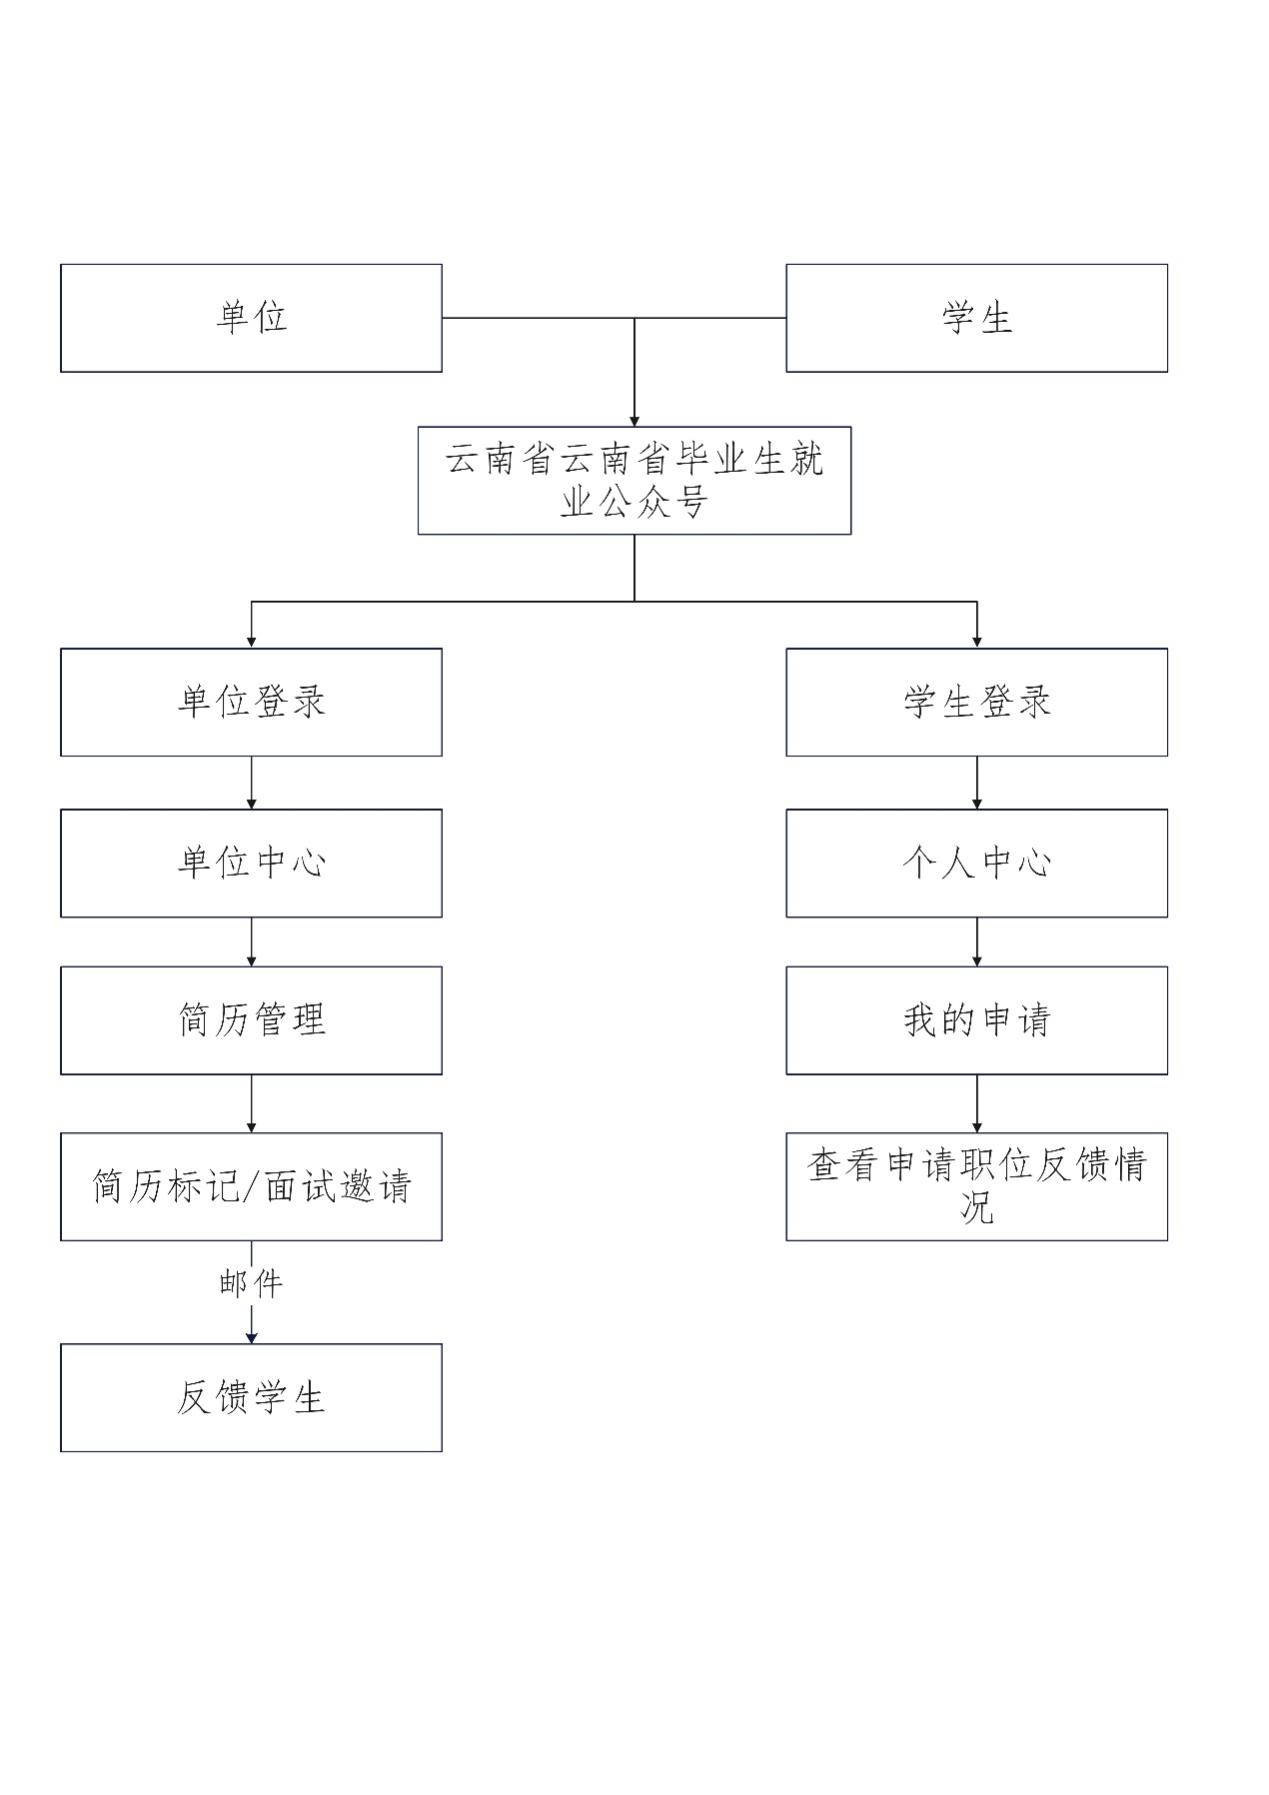 单位
学生
云南省云南省毕业生就
业公众号
单位登录
学生登录
单位中心
个人中心
简历管理
我的申请
简历标记/面试邀请
查看申请职位反馈情
况
邮件
反馈学生